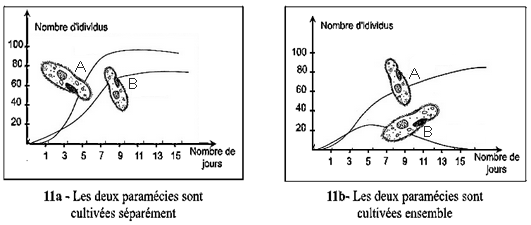 Nombre d'idividus
100
80
60
40
20
A
B
1 3 5 7 9 11 13 15
Nombre de
jours
11a - Les deux paramécies sont
cultivées séparément
Nombre d'idividus
100
80
60
40
20
A
B
1 3 5 7 9 11 13 15
Nombre de
jours
11b- Les deux paramécies sont
cultivées ensemble